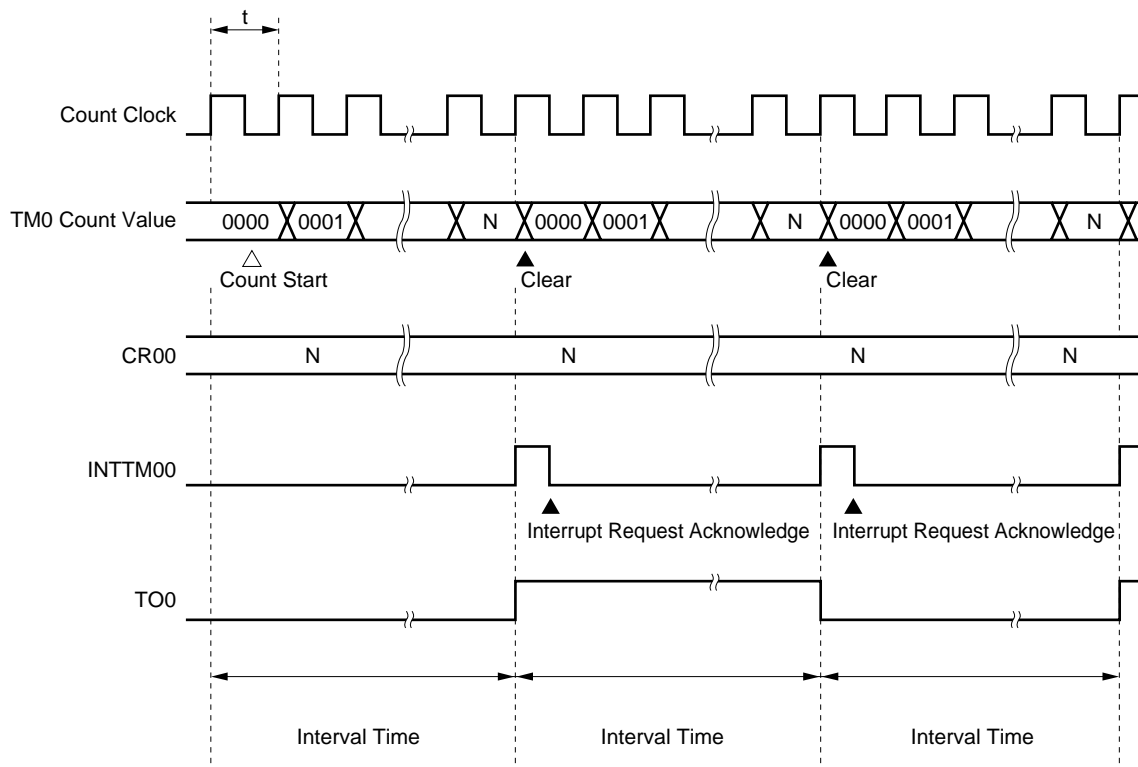 t
Count Clock
TM0 Count Value 0000 0001 N 0000 0001 N 0000 0001 N
Count Start Clear Clear
CR00 N N N N
INTTM00
Interrupt Request Acknowledge Interrupt Request Acknowledge
TO0
Interval Time Interval Time Interval Time